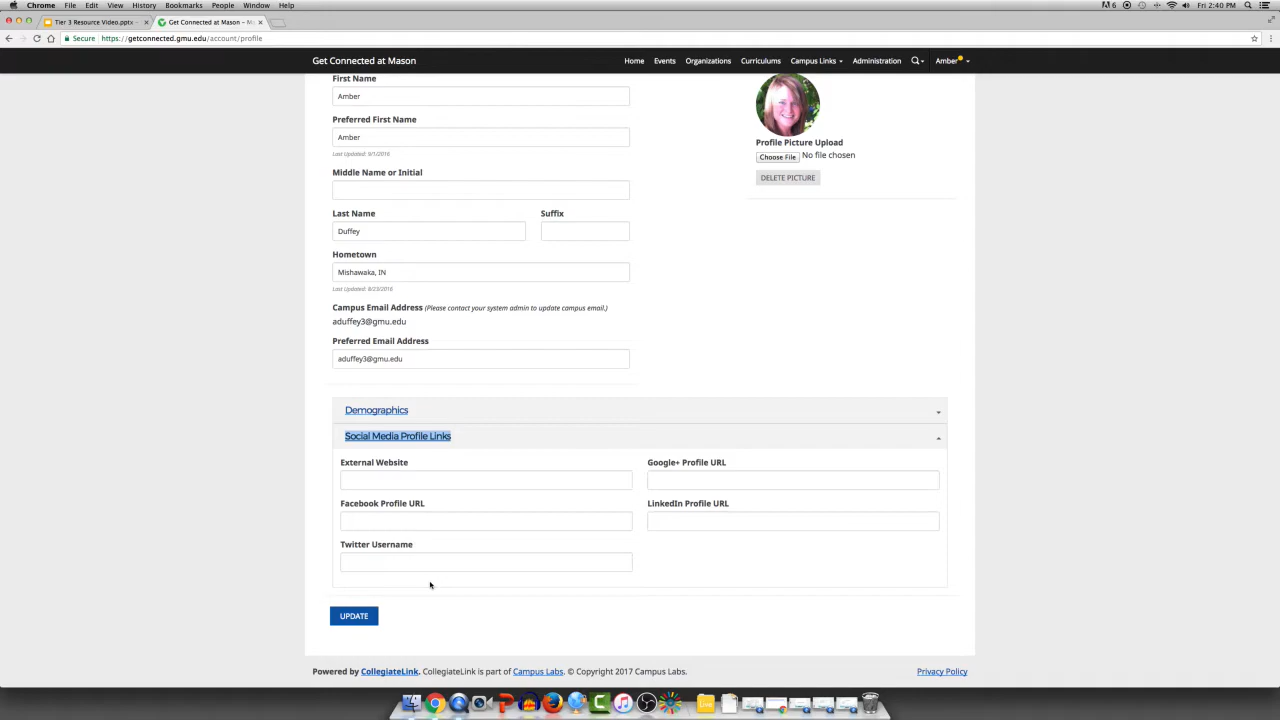 Chrome File Edit View History Bookmarks People Window Help
6
Fri 2:40 PM
Tier 3 Resource Video.pptx -
Get Connected at Mason -
Secure
https://getconnected.gmu.edu/account/profile
Get Connected at Mason
Home Events Organizations Curriculums Campus Links Administration Amber
First Name
Amber
Preferred First Name
Amber
Last Updated: 9/1/2016
Middle Name or Initial
Last Name
Suffix
Duffey
Hometown
Mishawaka, IN
Last Updated: 8/23/2016
Campus Email Address (Please contact your system admin to update campus email.)
aduffey3@gmu.edu
Preferred Email Address
aduffey3@gmu.edu
Profile Picture Upload
Choose File No file chosen
DELETE PICTURE
Demographics
Social Media Profile Links
External Website
Google+ Profile URL
Facebook Profile URL
LinkedIn Profile URL
Twitter Username
UPDATE
Powered by CollegiateLink. CollegiateLink is part of Campus Labs. © Copyright 2017 Campus Labs.
Privacy Policy